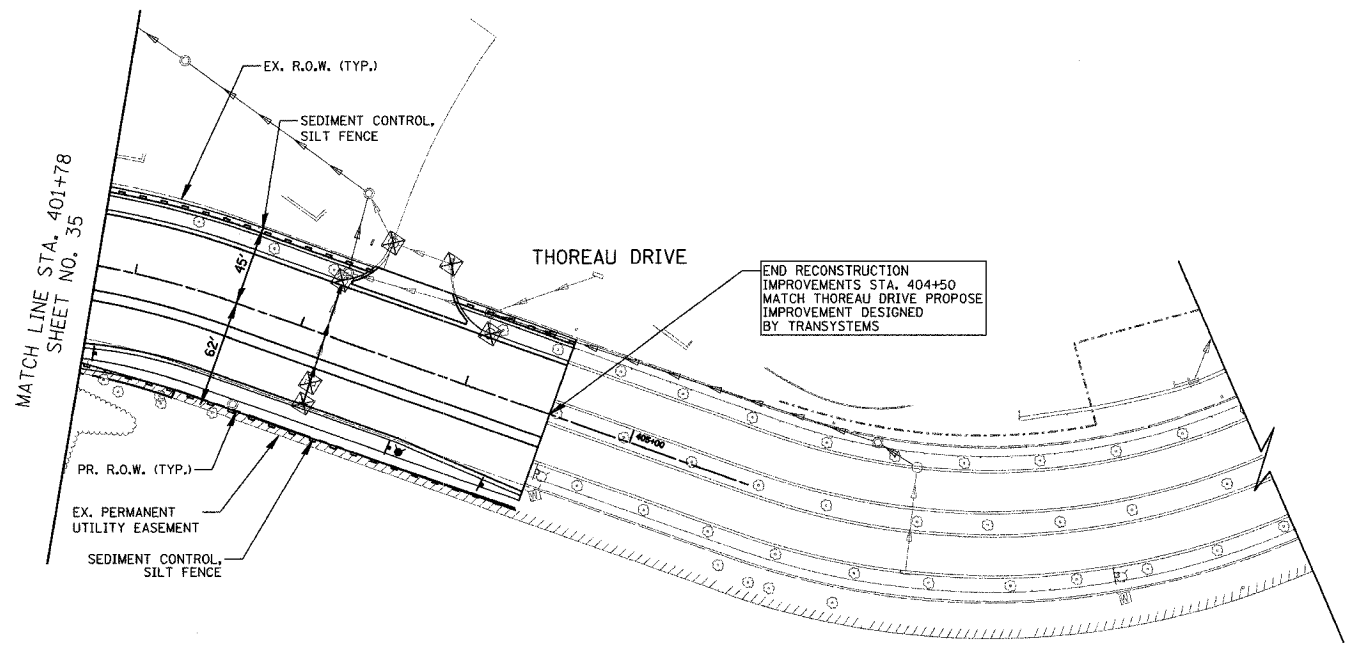 EX. R.O.W. (TYP.)
SEDIMENT CONTROL,
SILT FENCE
MATCH LINE STA. 401+78
SHEET NO. 35
45'
62'
THOREAU DRIVE
END RECONSTRUCTION
IMPROVEMENTS STA. 404+50
MATCH THOREAU DRIVE PROPOSE
IMPROVEMENT DESIGNED
BY TRANSYSTEMS
405+00
PR. R.O.W. (TYP.)
EX. PERMANENT
UTILITY EASEMENT
SEDIMENT CONTROL,
SILT FENCE